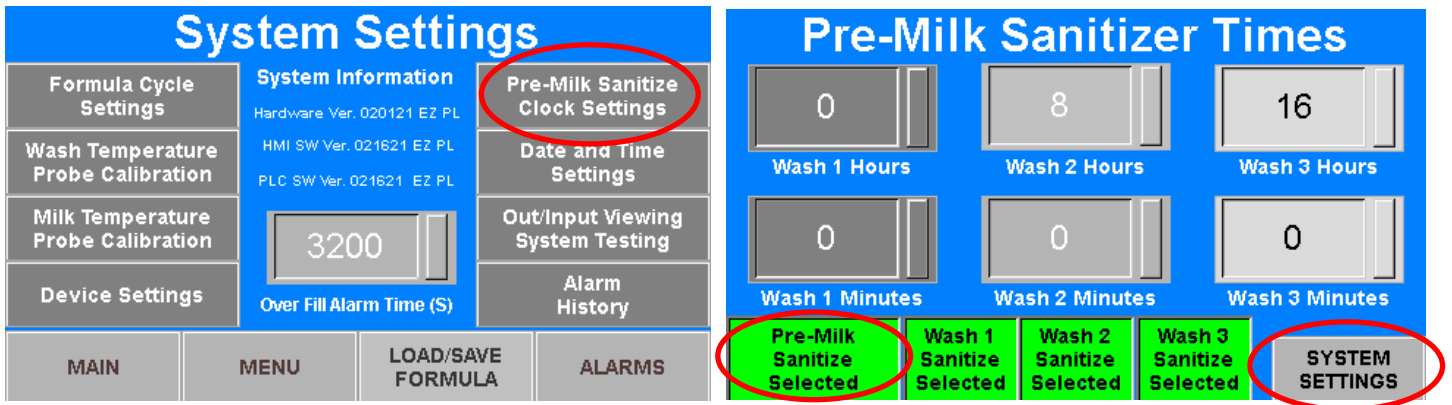 System Settings
Formula Cycle
Settings
System Information
Hardware Ver. 020121 EZ PL
HMI SW Ver. 021621 EZ PL
PLC SW Ver. 021621 EZ PL
Pre-Milk Sanitize
Clock Settings
Wash Temperature
Probe Calibration
Date and Time
Settings
Milk Temperature
Probe Calibration
3200
Over Fill Alarm Time (S)
Out/Input Viewing
System Testing
Device Settings
Alarm
History
MAIN
MENU
LOAD/SAVE
FORMULA
ALARMS
Pre-Milk Sanitizer Times
0
8
16
Wash 1 Hours
Wash 2 Hours
Wash 3 Hours
0
0
0
Wash 1 Minutes
Wash 2 Minutes
Wash 3 Minutes
Pre-Milk
Sanitize
Selected
Wash 1
Sanitize
Selected
Wash 2
Sanitize
Selected
Wash 3
Sanitize
Selected
SYSTEM
SETTINGS